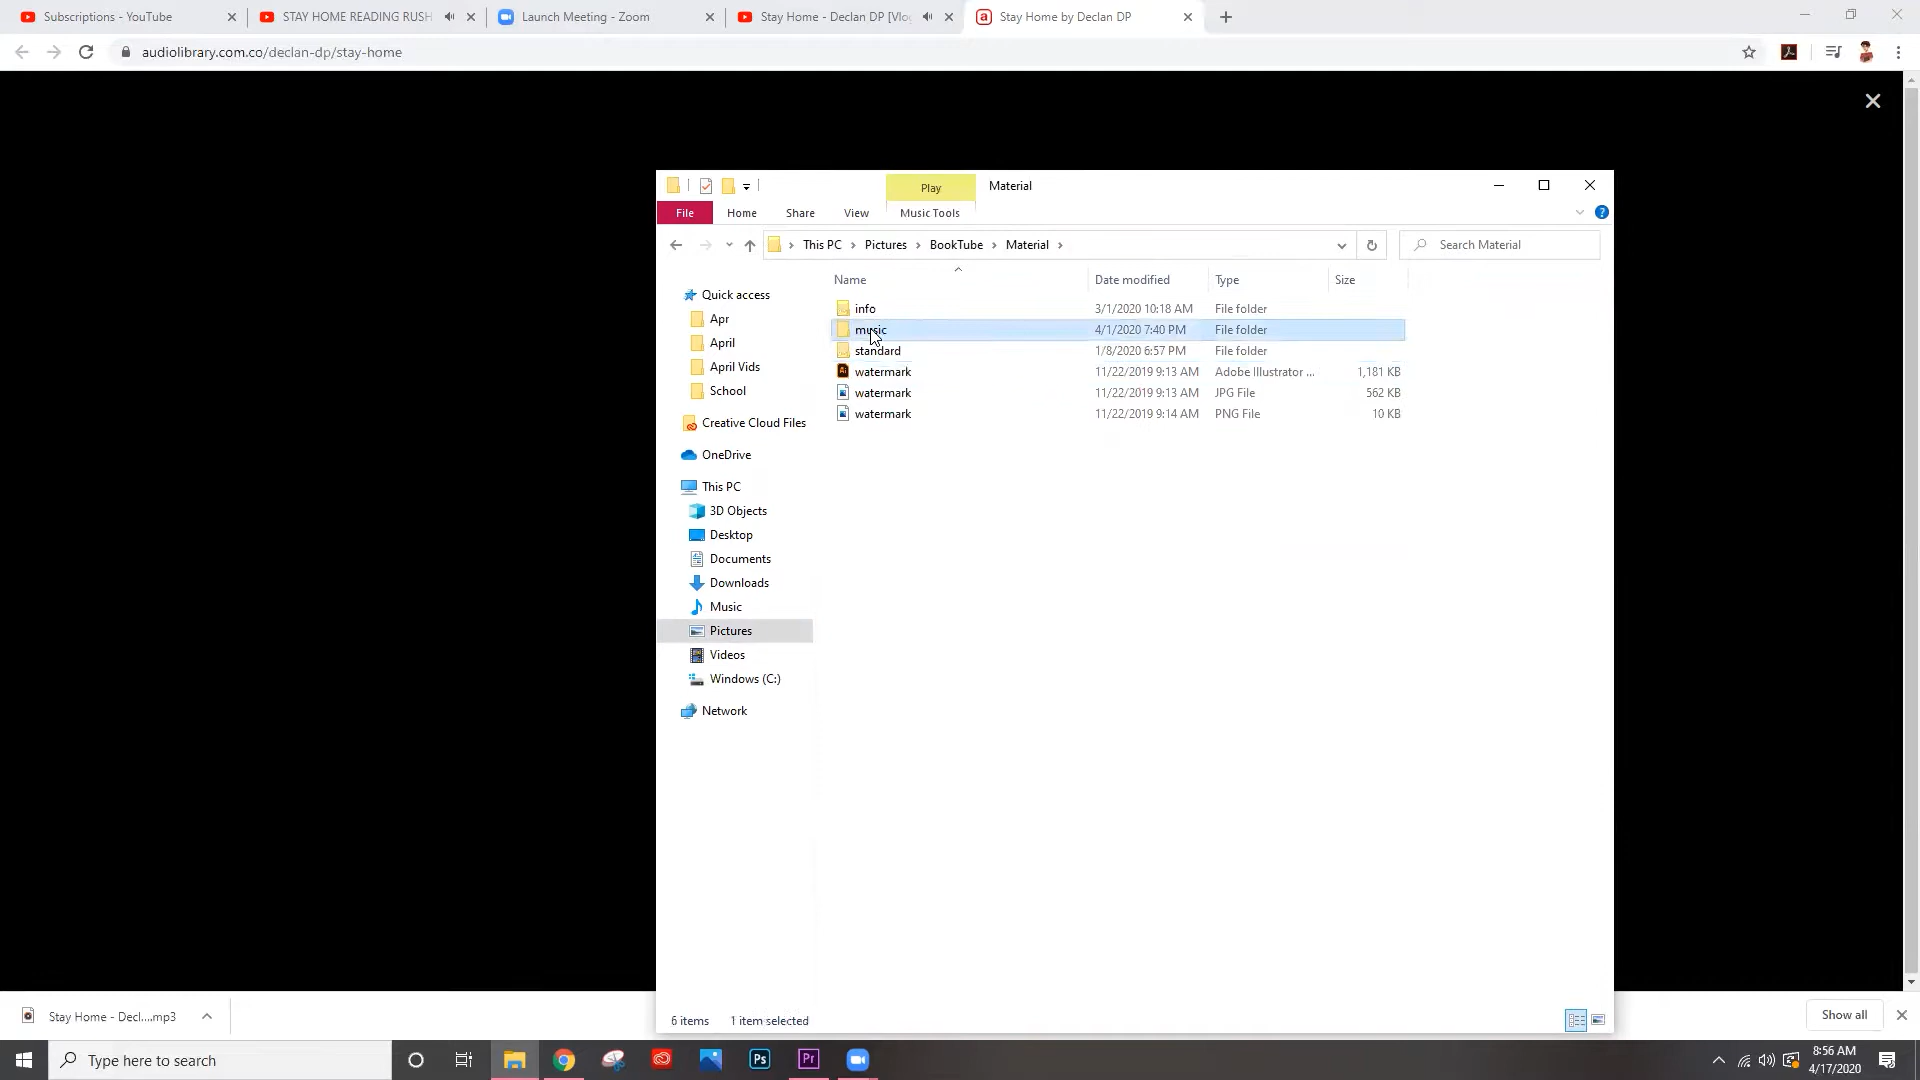 Subscriptions - YouTube
STAY HOME READING RUSH
Launch Meeting - Zoom
Stay Home - Declan DP [Vlo
Stay Home by Declan DP
audiolibrary.com.co/declan-dp/stay-home
Play
Material
File
Home
Share
View
Music Tools
This PC
Pictures
BookTube
Material
Search Material
Name
Date modified
Type
Size
Quick access
Apr
April
April Vids
School
Creative Cloud Files
OneDrive
This PC
3D Objects
Desktop
Documents
Downloads
Music
Pictures
Videos
Windows (C:)
Network
info 3/1/2020 10:18 AM File folder
music 4/1/2020 7:40 PM File folder
standard 1/8/2020 6:57 PM File folder
watermark 11/22/2019 9:13 AM Adobe Illustrator ... 1,181 KB
watermark 11/22/2019 9:13 AM JPG File 562 KB
watermark 11/22/2019 9:14 AM PNG File 10 KB
6 items 1 item selected
Stay Home - Decl....mp3
Show all
Type here to search
Ps
Pr
8:56 AM
4/17/2020